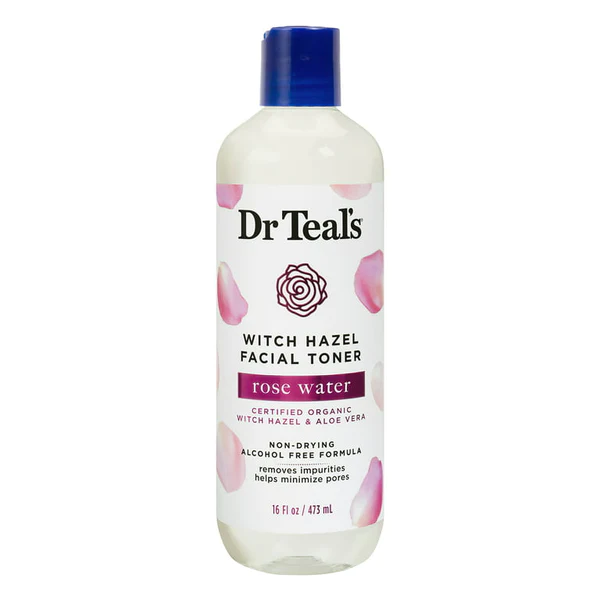 Dr Teal's
WITCH HAZEL
FACIAL TONER
rose water
CERTIFIED ORGANIC
WITCH HAZEL & ALOE VERA
NON-DRYING
ALCOHOL FREE FORMULA
removes impurities
helps minimize pores
16 Fl oz / 473 mL